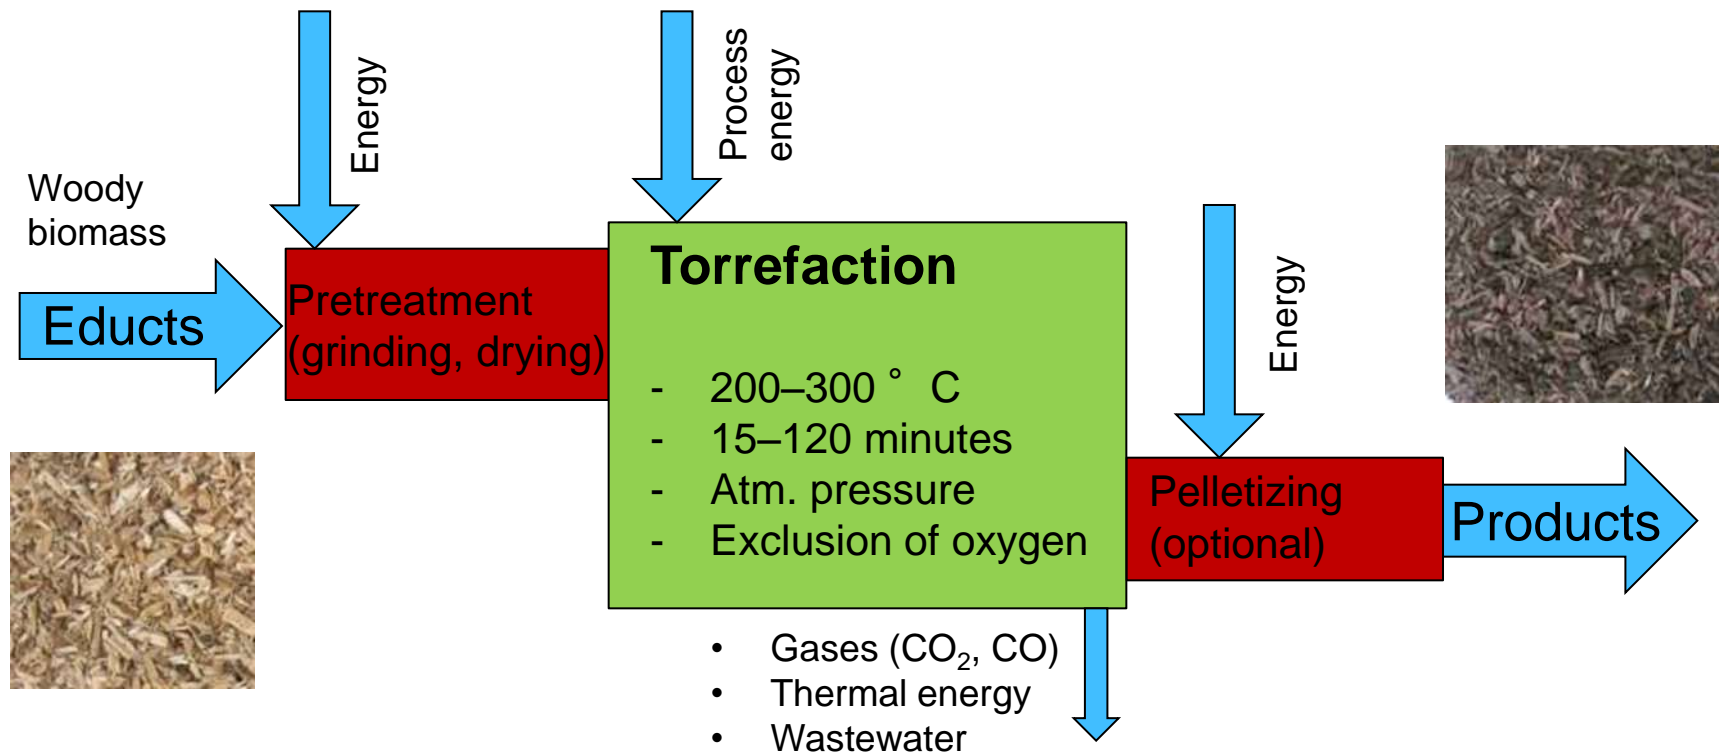 Energy
Process
energy
Woody
biomass
Educts
Pretreatment
(grinding, drying)
Torrefaction
- 200–300 ° C
- 15–120 minutes
- Atm. pressure
- Exclusion of oxygen
Energy
Pelletizing
(optional)
Products
• Gases (CO₂, CO)
• Thermal energy
• Wastewater